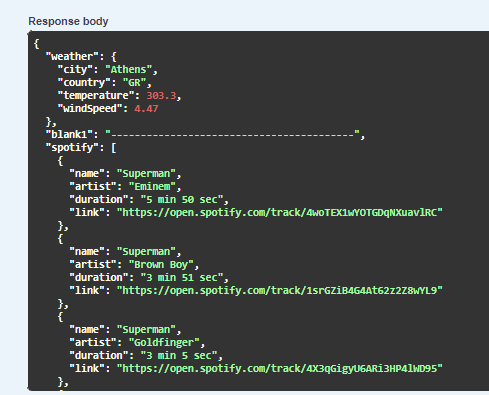 Response body
{
  "weather": {
    "city": "Athens",
    "country": "GR",
    "temperature": 303.3,
    "windSpeed": 4.47
  },
  "blank1": "----------------------------------------",
  "spotify": [
    {
      "name": "Superman",
      "artist": "Eminem",
      "duration": "5 min 50 sec",
      "link": "https://open.spotify.com/track/4woTEX1wYOTGDqNXuavlRC"
    },
    {
      "name": "Superman",
      "artist": "Brown Boy",
      "duration": "3 min 51 sec",
      "link": "https://open.spotify.com/track/1srGZiB4G4At62z2Z8wYL9"
    },
    {
      "name": "Superman",
      "artist": "Goldfinger",
      "duration": "3 min 5 sec",
      "link": "https://open.spotify.com/track/4X3qGigyU6ARi3HP4lWD95"
    },